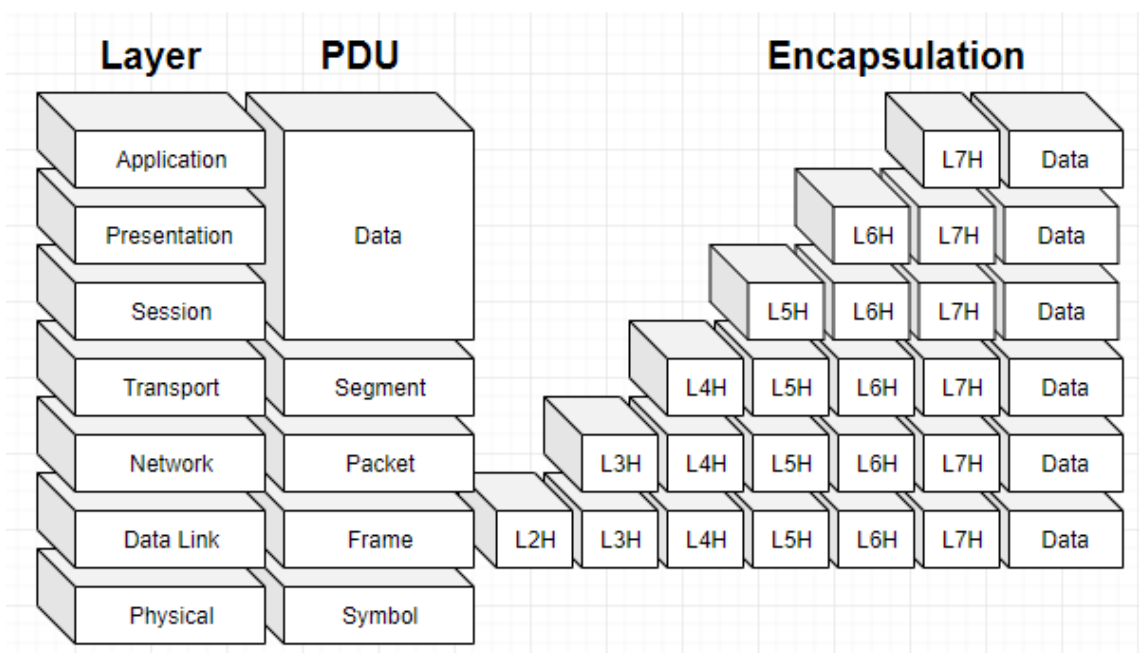 Layer PDU Encapsulation
Application L7H Data
Presentation Data L6H L7H Data
Session L5H L6H L7H Data
Transport Segment L4H L5H L6H L7H Data
Network Packet L3H L4H L5H L6H L7H Data
Data Link Frame L2H L3H L4H L5H L6H L7H Data
Physical Symbol